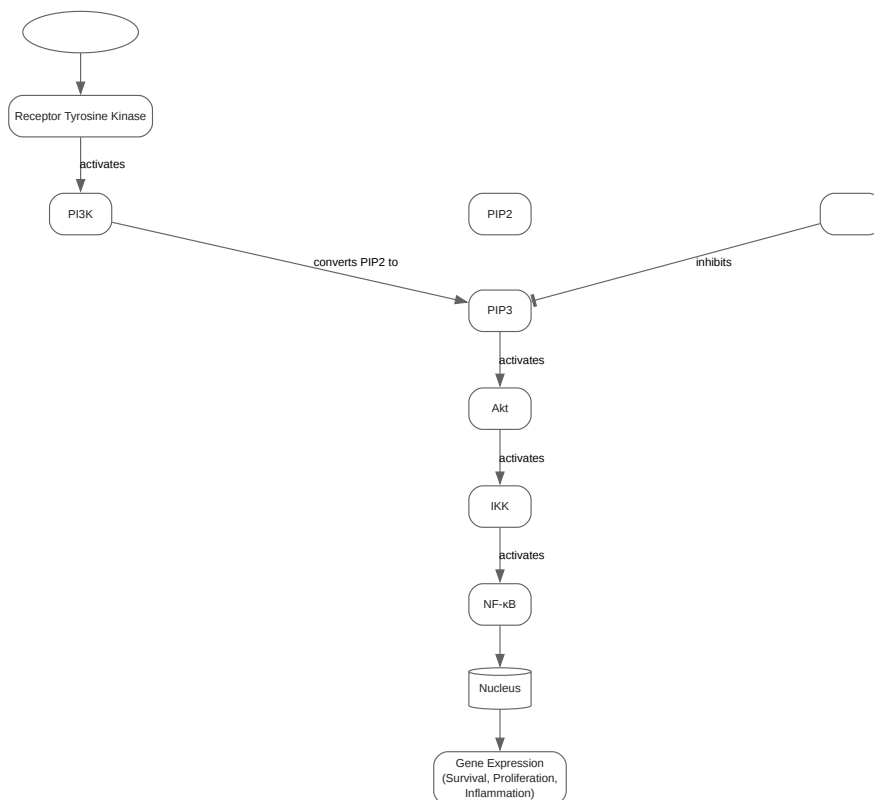 Receptor Tyrosine Kinase
activates
PI3K
PIP2
converts PIP2 to
inhibits
PIP3
activates
Akt
activates
IKK
activates
NF-κB
Nucleus
Gene Expression
(Survival, Proliferation,
Inflammation)